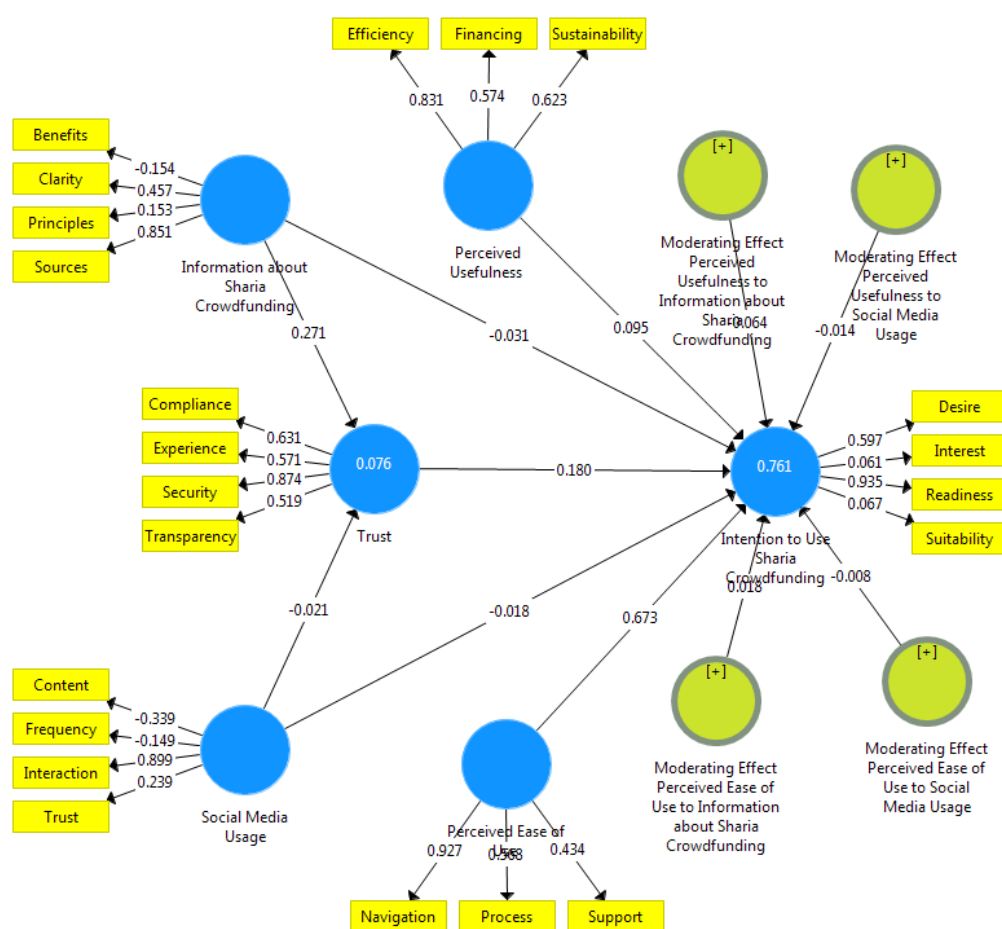 Efficiency
Financing
Sustainability
0.831
0.574
0.623
Benefits
Clarity
Principles
Sources
-0.154
0.457
0.153
0.851
Information about
Sharia
Crowdfunding
Perceived
Usefulness
[+]
Moderating Effect
Perceived
Usefulness to
Information about
Sharia
Crowdfunding
[+]
Moderating Effect
Perceived
Usefulness to
Social Media
Usage
0.271
-0.031
0.095
-0.064
-0.014
Compliance
Experience
Security
Transparency
0.631
0.571
0.874
0.519
0.076
Trust
0.180
0.761
Intention to Use
Sharia
Crowdfunding
0.597
0.061
0.935
0.067
Desire
Interest
Readiness
Suitability
-0.021
-0.018
0.673
0.018
-0.008
Content
Frequency
Interaction
Trust
-0.339
-0.149
0.899
0.239
Social Media
Usage
Perceived Ease of
Use
[+]
Moderating Effect
Perceived Ease of
Use to Information
about Sharia
Crowdfunding
[+]
Moderating Effect
Perceived Ease of
Use to Social
Media Usage
0.927
0.434
Navigation
Process
Support